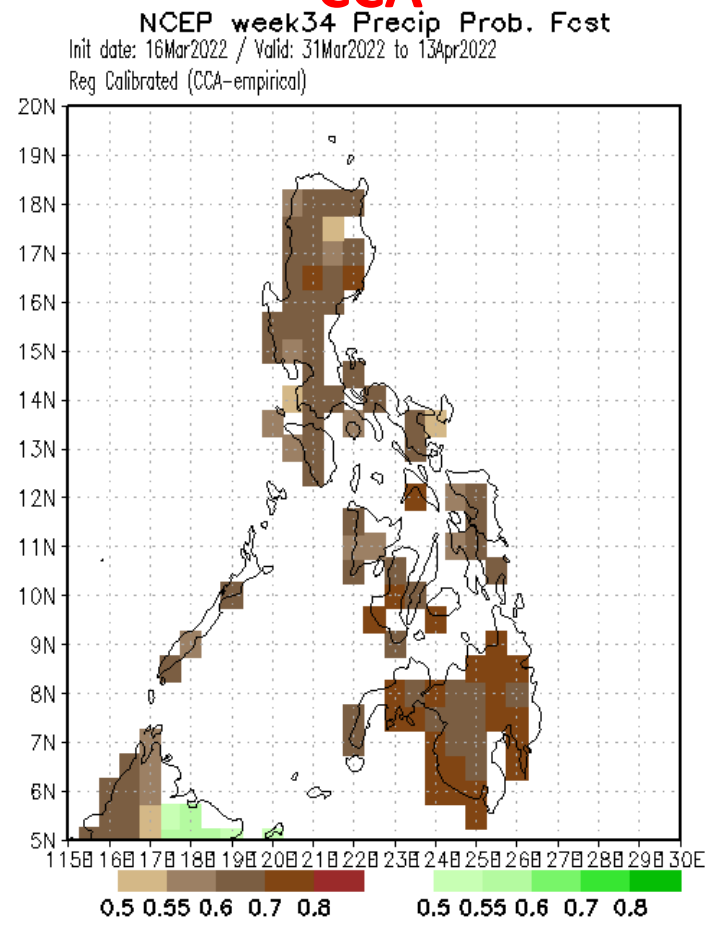 CCA
NCEP week34 Precip Prob. Fcst
Init date: 16Mar2022 / Valid: 31Mar2022 to 13Apr2022
Reg Calibrated (CCA-empirical)
20N
19N
18N
17N
16N
15N
14N
13N
12N
11N
10N
9N
8N
7N
6N
5N
115E 116E 117E 118E 119E 120E 121E 122E 123E 124E 125E 126E 127E 128E 129E 130E
0.5 0.55 0.6 0.7 0.8 0.5 0.55 0.6 0.7 0.8